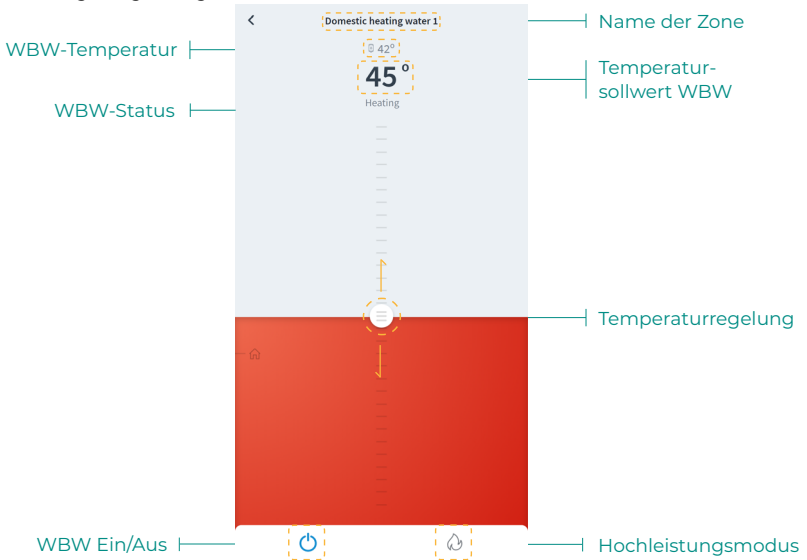 Domestic heating water 1
Name der Zone
WBW-Temperatur
42°
45°
Temperatur-
sollwert WBW
WBW-Status
Heating
Temperaturregelung
WBW Ein/Aus
Hochleistungsmodus